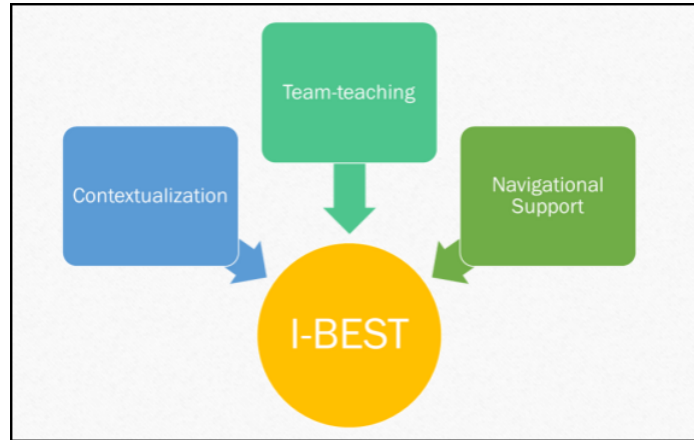 Team-teaching
Contextualization
Navigational
Support
I-BEST